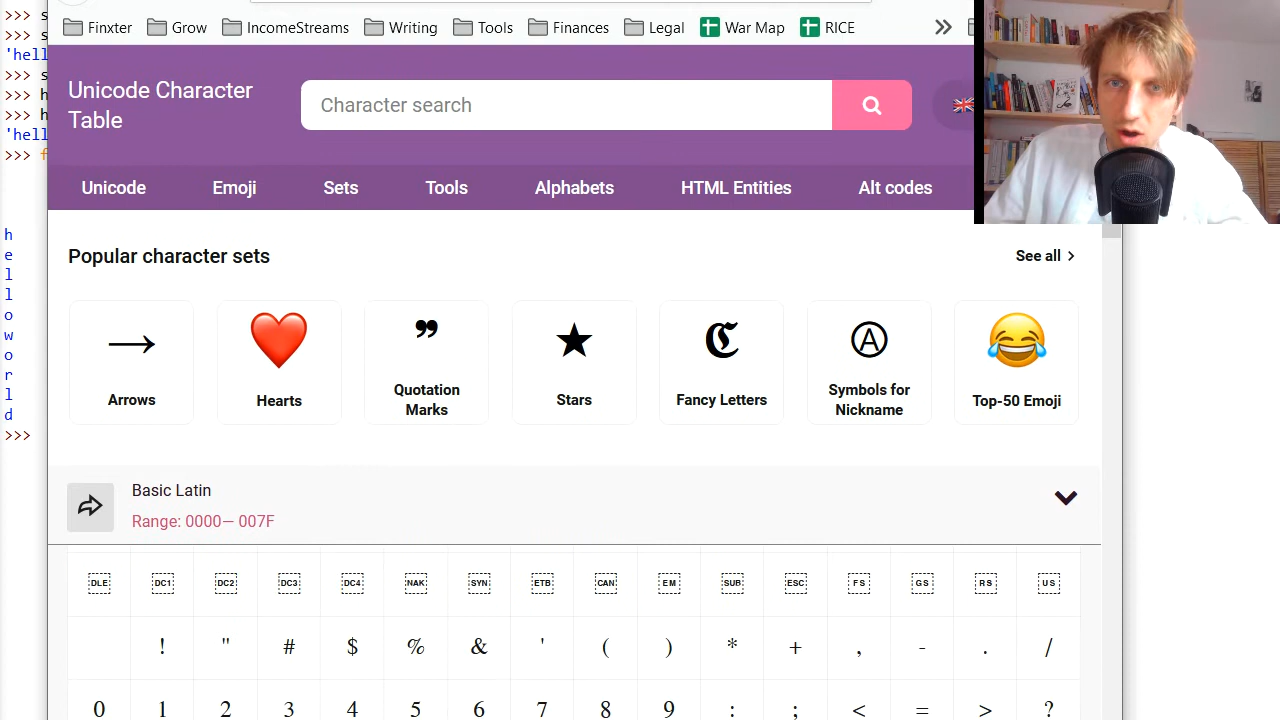 >>> s
>>> s
'hell
>>> s
>>> h
>>> h
'hell
>>> f
h
e
l
l
o
w
o
r
l
d
>>>
Finxter Grow IncomeStreams Writing Tools Finances Legal War Map RICE
Unicode Character
Table
Character search
Unicode Emoji Sets Tools Alphabets HTML Entities Alt codes
Popular character sets
See all
→ ❤️ ❞ ★ ℭ Ⓐ 😂
Arrows
Hearts
Quotation
Marks
Stars
Fancy Letters
Symbols for
Nickname
Top-50 Emoji
Basic Latin
Range: 0000— 007F
DLE DC1 DC2 DC3 DC4 NAK SYN ETB CAN EM SUB ESC FS GS RS US
! " # $ % & ' ( ) * + , - . /
0 1 2 3 4 5 6 7 8 9 : ; < = > ?